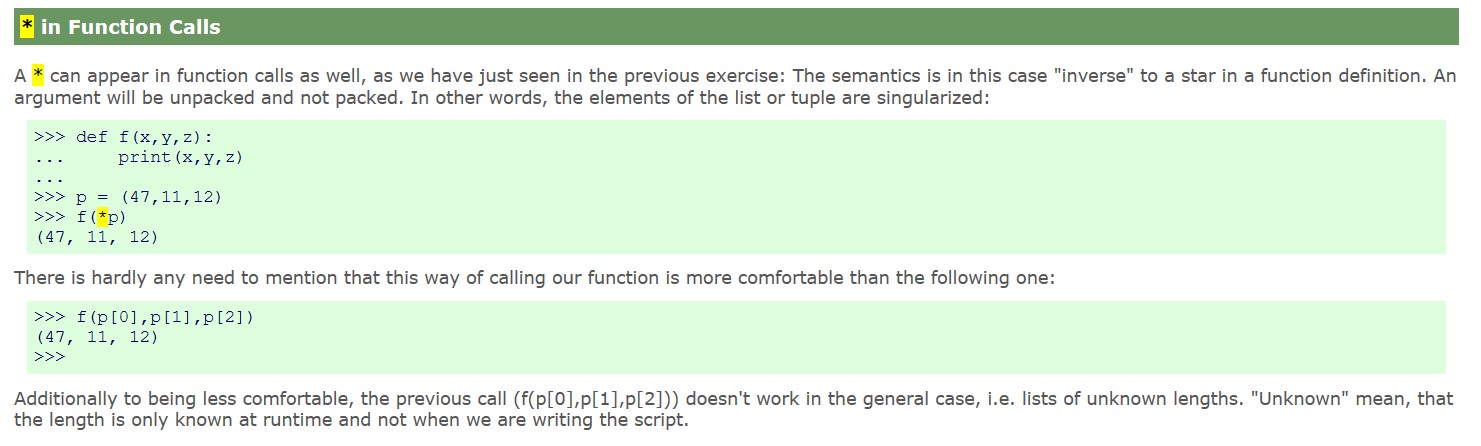 * in Function Calls
A * can appear in function calls as well, as we have just seen in the previous exercise: The semantics is in this case "inverse" to a star in a function definition. An
argument will be unpacked and not packed. In other words, the elements of the list or tuple are singularized:
>>> def f(x,y,z):
...     print(x,y,z)
...
>>> p = (47,11,12)
>>> f(*p)
(47, 11, 12)
There is hardly any need to mention that this way of calling our function is more comfortable than the following one:
>>> f(p[0],p[1],p[2])
(47, 11, 12)
>>>
Additionally to being less comfortable, the previous call (f(p[0],p[1],p[2])) doesn't work in the general case, i.e. lists of unknown lengths. "Unknown" mean, that
the length is only known at runtime and not when we are writing the script.